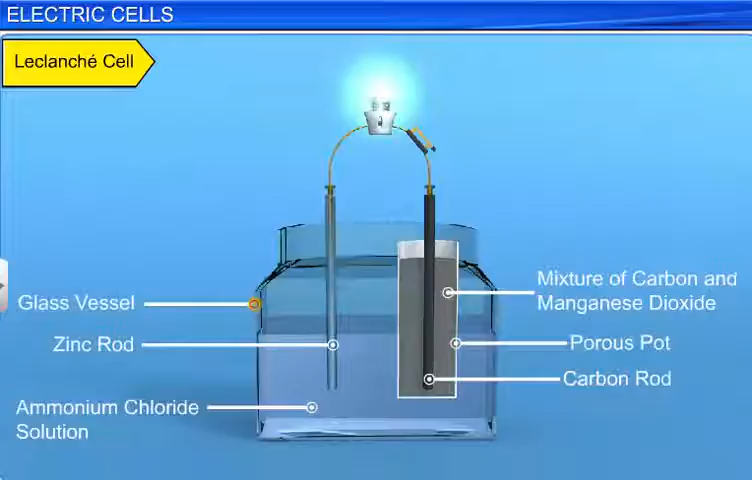 ELECTRIC CELLS
Leclanché Cell
Glass Vessel
Zinc Rod
Ammonium Chloride
Solution
Mixture of Carbon and
Manganese Dioxide
Porous Pot
Carbon Rod